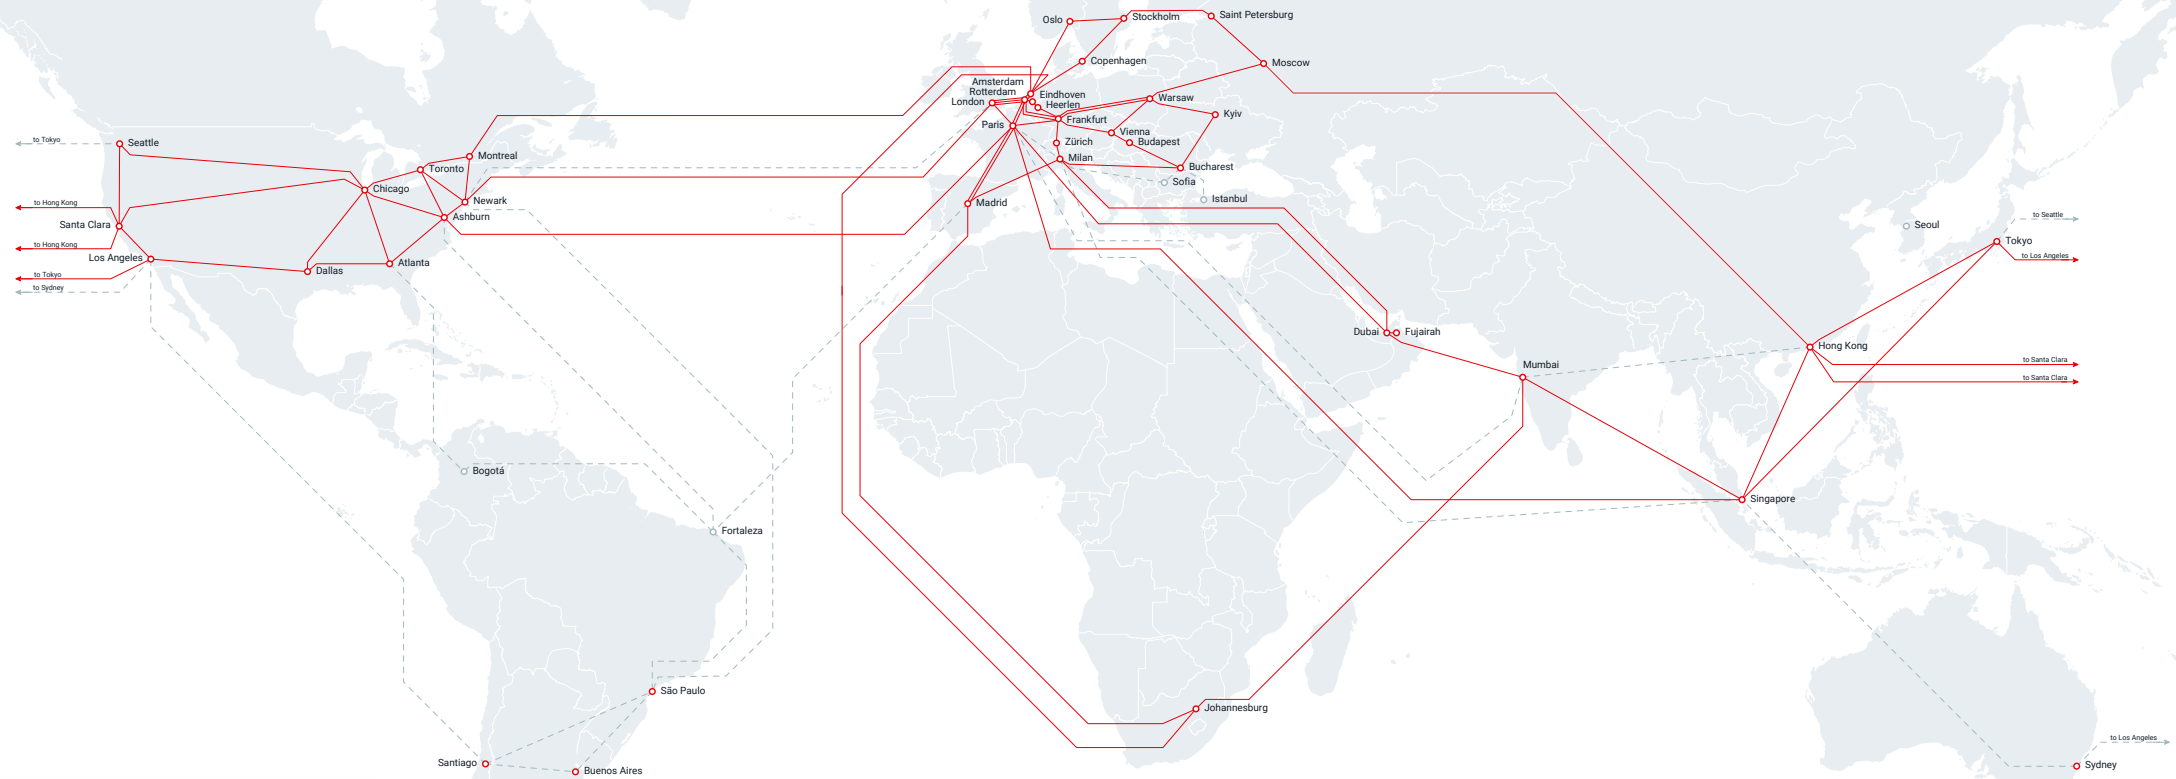 Oslo
Stockholm
Saint Petersburg
Copenhagen
Moscow
Amsterdam
Rotterdam
London
Eindhoven
Heerlen
Warsaw
Paris
Frankfurt
Kyiv
Vienna
Zürich
Budapest
Milan
Bucharest
Sofia
Istanbul
Madrid
to Tokyo
Seattle
Montreal
Toronto
Chicago
Newark
to Hong Kong
Ashburn
Santa Clara
to Hong Kong
Los Angeles
Atlanta
Dallas
to Tokyo
to Sydney
to Seattle
Seoul
Tokyo
to Los Angeles
Dubai
Fujairah
Hong Kong
to Santa Clara
Mumbai
to Santa Clara
Bogotá
Singapore
Fortaleza
São Paulo
Johannesburg
to Los Angeles
Santiago
Buenos Aires
Sydney